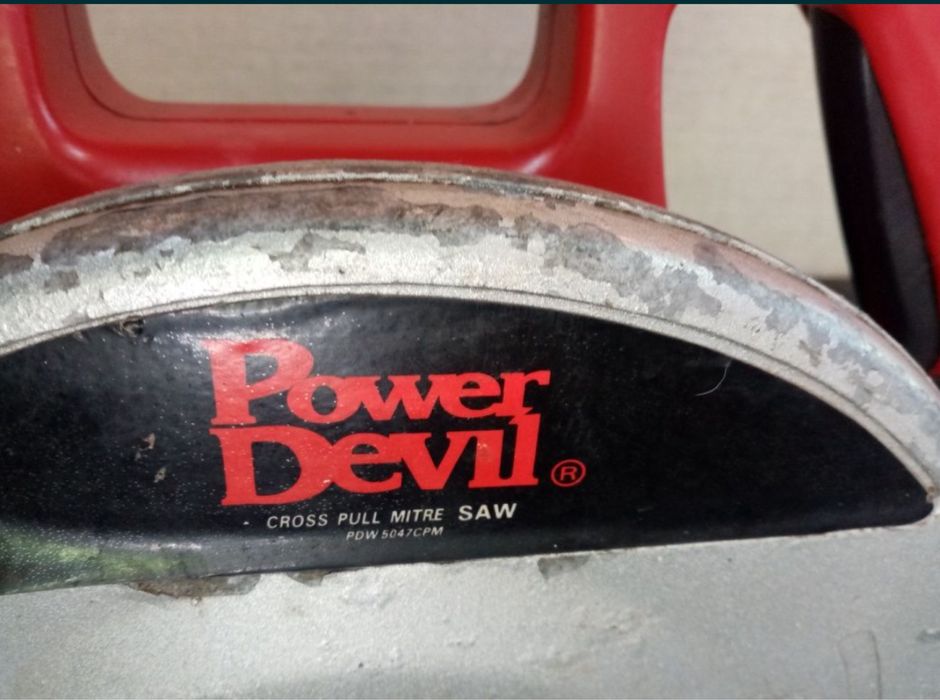 Power
Devil ®
CROSS PULL MITRE SAW
PDW 5047CPM